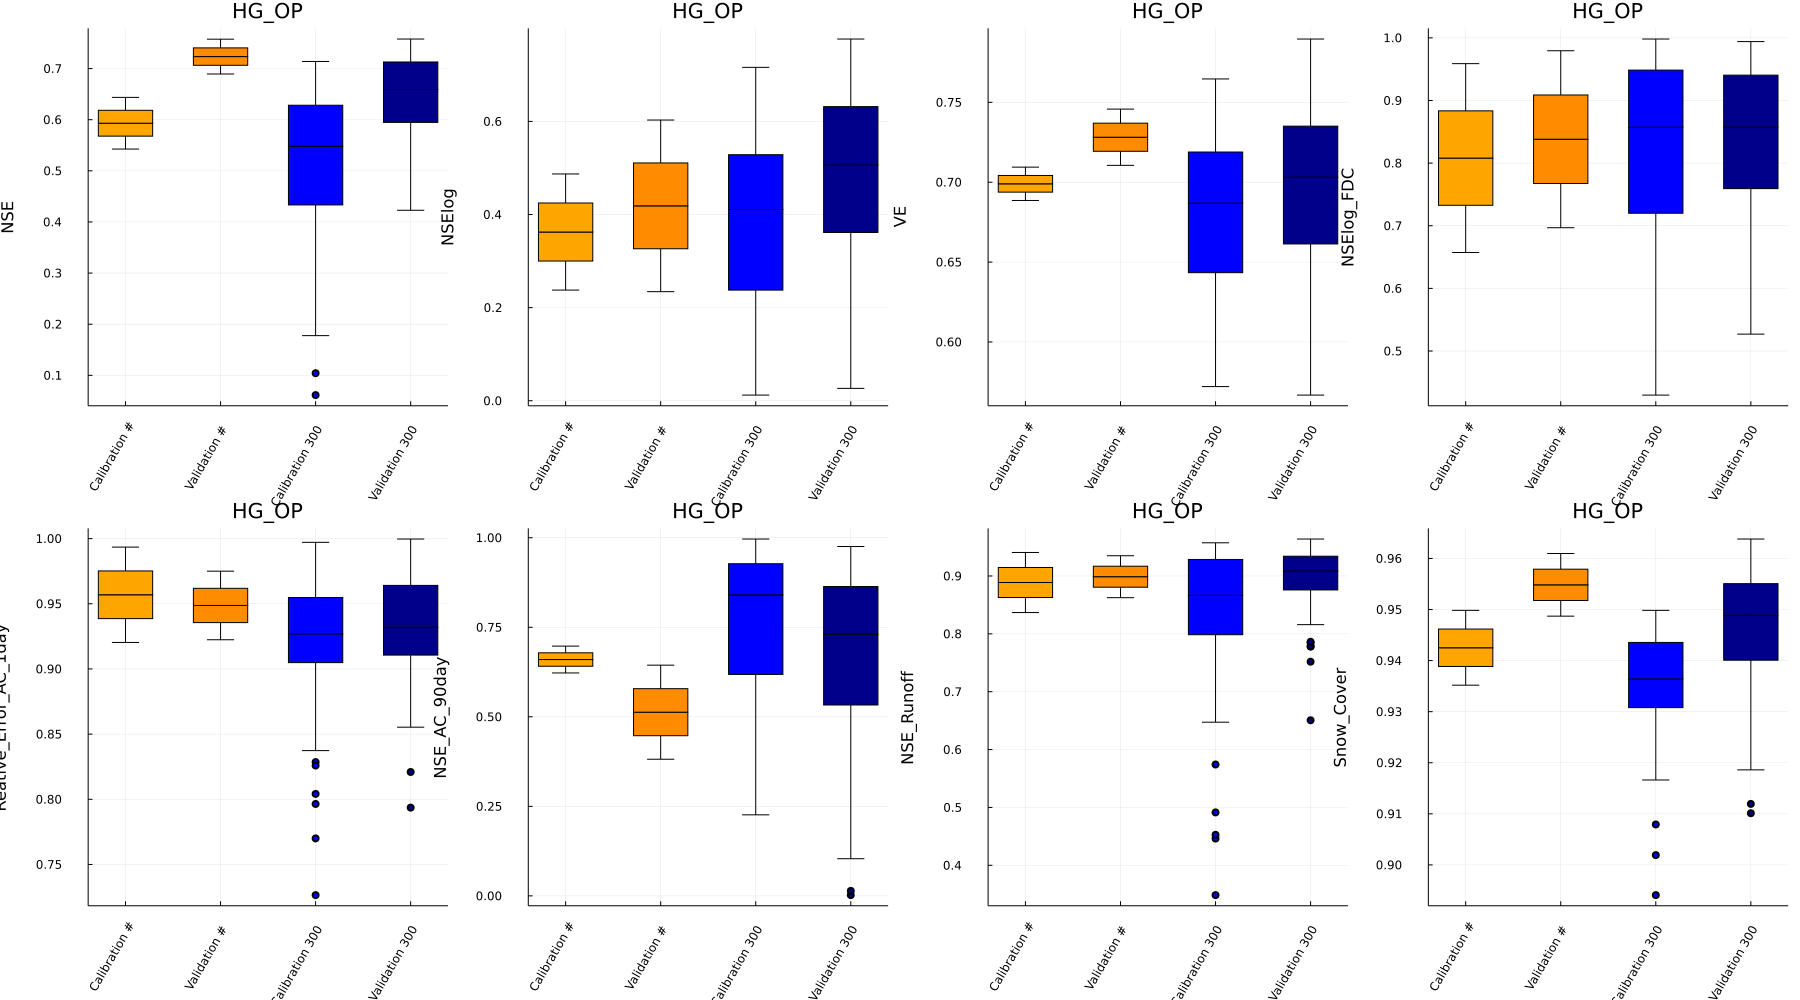 HG_OP
HG_OP
HG_OP
HG_OP
NSE
0.7
0.6
0.5
0.4
0.3
0.2
0.1
Calibration #
Validation #
Calibration 300
Validation 300
NSElog
0.6
0.4
0.2
0.0
Calibration #
Validation #
Calibration 300
Validation 300
VE
0.75
0.70
0.65
0.60
Calibration #
Validation #
Calibration 300
Validation 300
NSElog_FDC
1.0
0.9
0.8
0.7
0.6
0.5
Calibration #
Validation #
Calibration 300
Validation 300
HG_OP
HG_OP
HG_OP
HG_OP
Reative_Error_AC_1day
1.00
0.95
0.90
0.85
0.80
0.75
Calibration #
Validation #
Calibration 300
Validation 300
NSE_AC_90day
1.00
0.75
0.50
0.25
0.00
Calibration #
Validation #
Calibration 300
Validation 300
NSE_Runoff
0.9
0.8
0.7
0.6
0.5
0.4
Calibration #
Validation #
Calibration 300
Validation 300
Snow_Cover
0.96
0.95
0.94
0.93
0.92
0.91
0.90
Calibration #
Validation #
Calibration 300
Validation 300